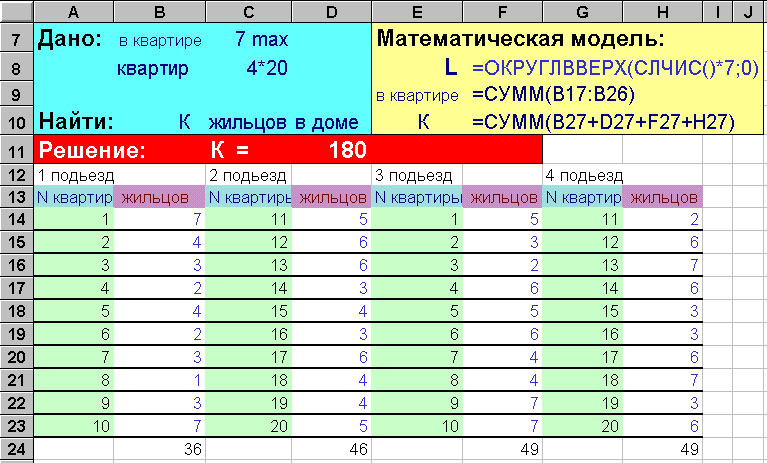 A B C D E F G H I J
7 Дано: в квартире 7 max Математическая модель:
8 квартир 4*20 L =ОКРУГЛВВЕРХ(СЛЧИС()*7;0)
9 в квартире =СУММ(B17:B26)
10 Найти: К жильцов в доме К =СУММ(B27+D27+F27+H27)
11 Решение: К = 180
12 1 подьезд 2 подьезд 3 подьезд 4 подьезд
13 N квартир жильцов N квартиры жильцов N квартиры жильцов N квартир жильцов
14 1 7 11 5 1 5 11 2
15 2 4 12 6 2 3 12 6
16 3 3 13 6 3 2 13 7
17 4 2 14 3 4 6 14 6
18 5 4 15 4 5 5 15 3
19 6 2 16 3 6 6 16 3
20 7 3 17 6 7 4 17 6
21 8 1 18 4 8 4 18 7
22 9 3 19 4 9 7 19 3
23 10 7 20 5 10 7 20 6
24 36 46 49 49